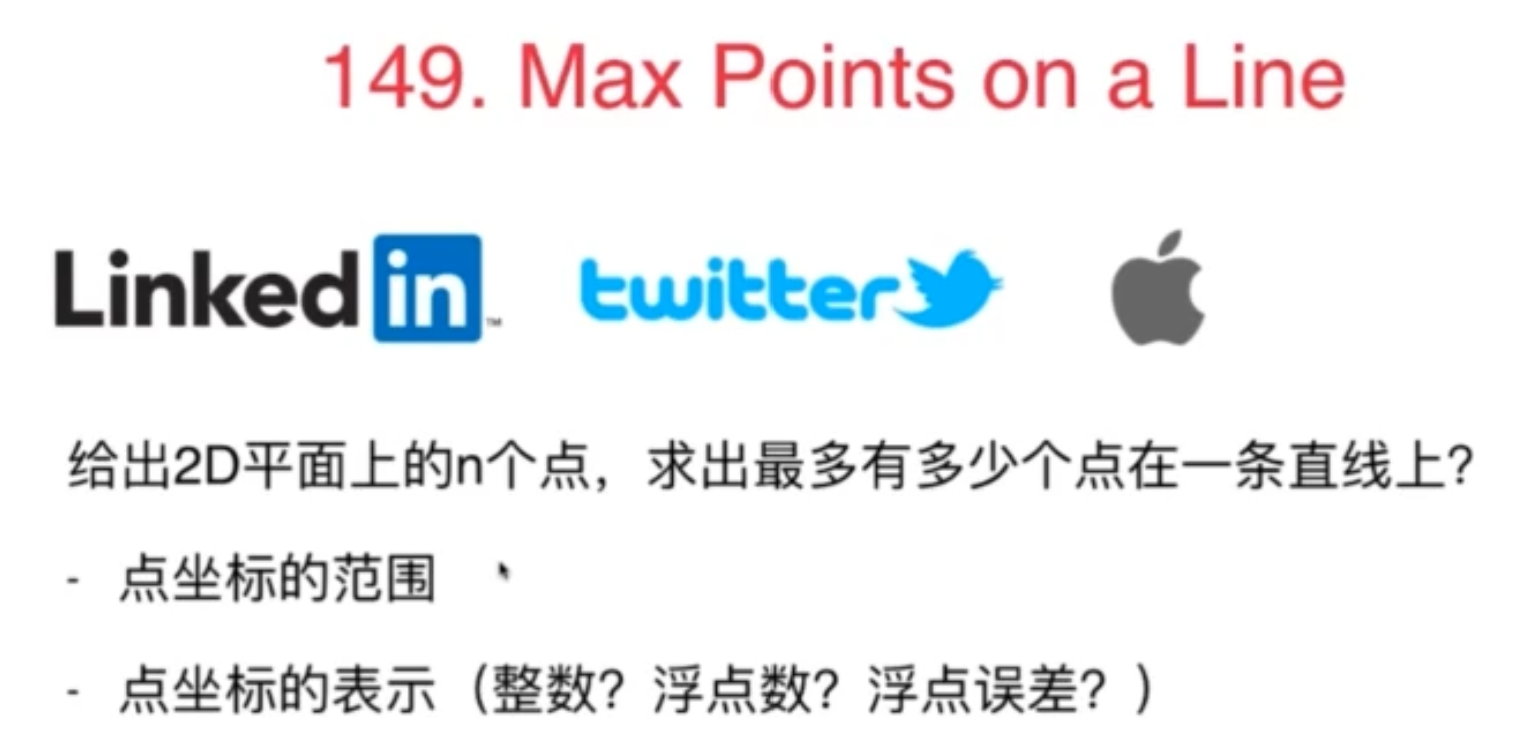 149. Max Points on a Line
Linked in ™ twitter
给出2D平面上的n个点，求出最多有多少个点在一条直线上？
- 点坐标的范围
- 点坐标的表示（整数？浮点数？浮点误差？）